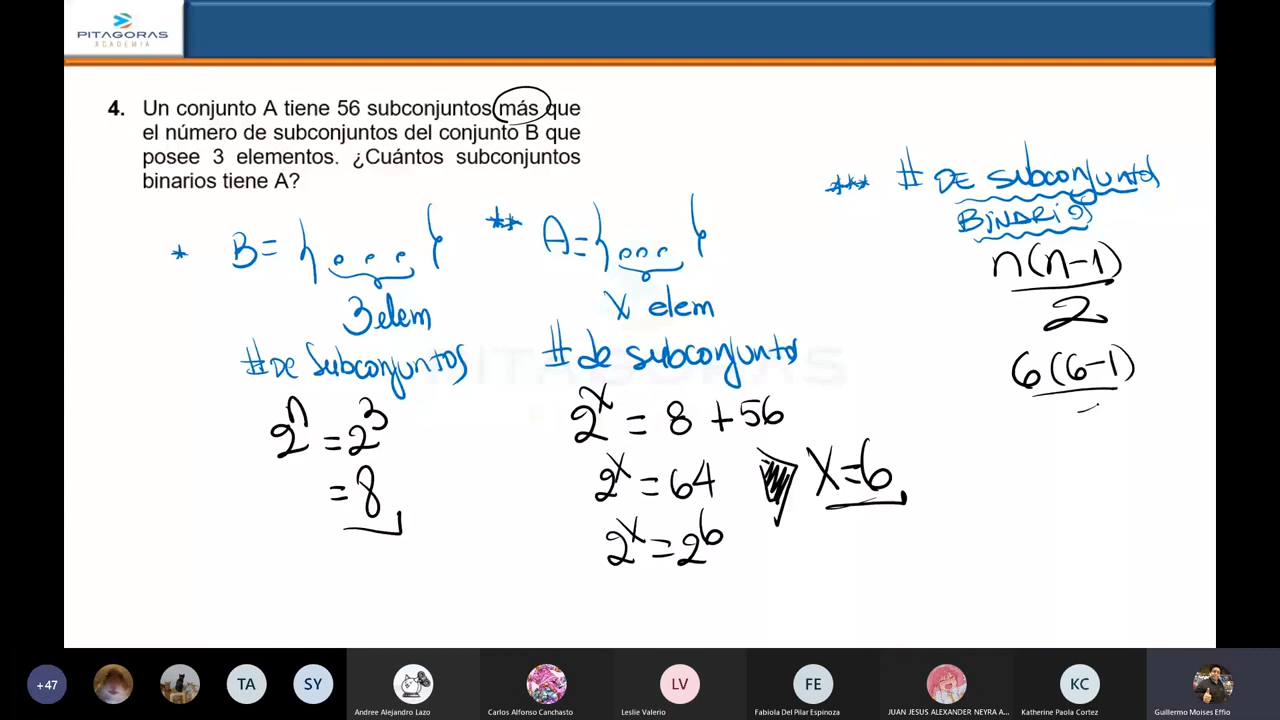 PITAGORAS
ACADEMIA
4. Un conjunto A tiene 56 subconjuntos más que
el número de subconjuntos del conjunto B que
posee 3 elementos. ¿Cuántos subconjuntos
binarios tiene A?
*** # DE subconjuntos
BINARIOS
n(n-1)
2
6(6-1)
* B={...}
3 elem
# DE Subconjuntos
2^n = 2^3
= 8
** A={...}
x elem
# de subconjuntos
2^x = 8 + 56
2^x = 64
2^x = 2^6
x=6
PITAGORAS
+47
TA
SY
LV
FE
KC
Andree Alejandro Lazo
Carlos Alfonso Canchasto
Leslie Valerio
Fabiola Del Pilar Espinoza
JUAN JESUS ALEXANDER NEYRA A...
Katherine Paola Cortez
Guillermo Moises Effio